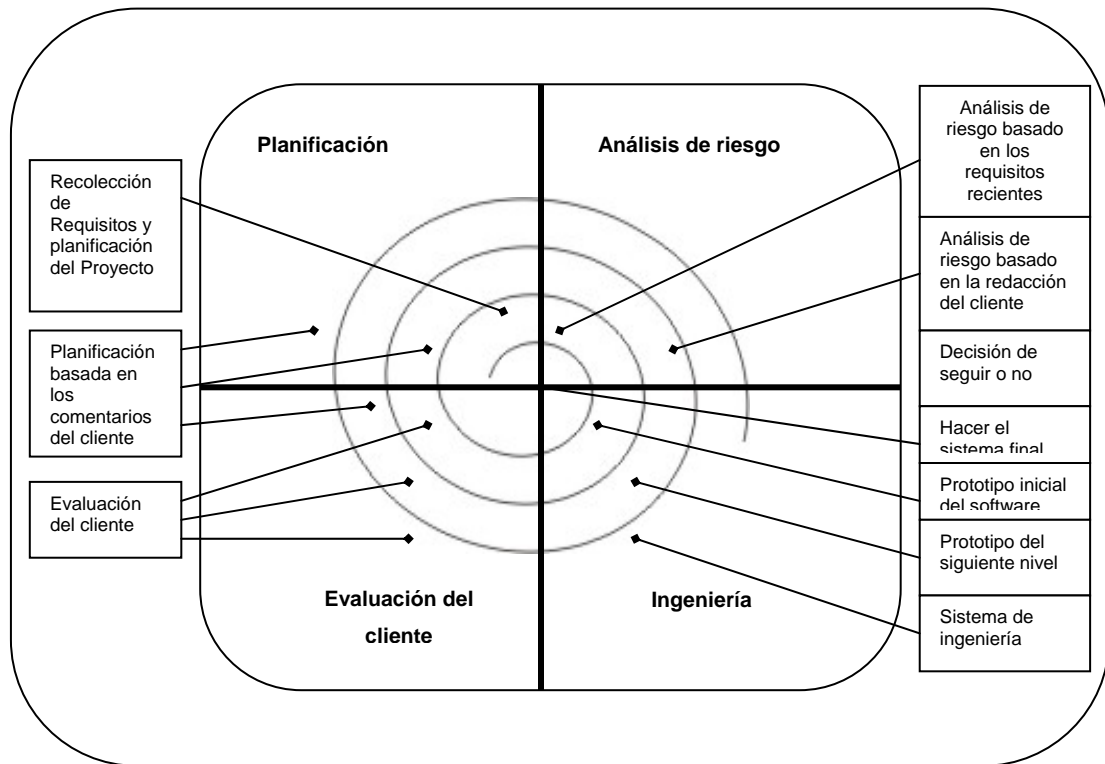 Planificación
Análisis de riesgo
Recolección
de
Requisitos y
planificación
del Proyecto
Planificación
basada en
los
comentarios
del cliente
Evaluación
del cliente
Análisis de
riesgo basado
en los
requisitos
recientes
Análisis de
riesgo basado
en la redacción
del cliente
Decisión de
seguir o no
Hacer el
sistema final
Prototipo inicial
del software
Prototipo del
siguiente nivel
Sistema de
ingeniería
Evaluación del
cliente
Ingeniería